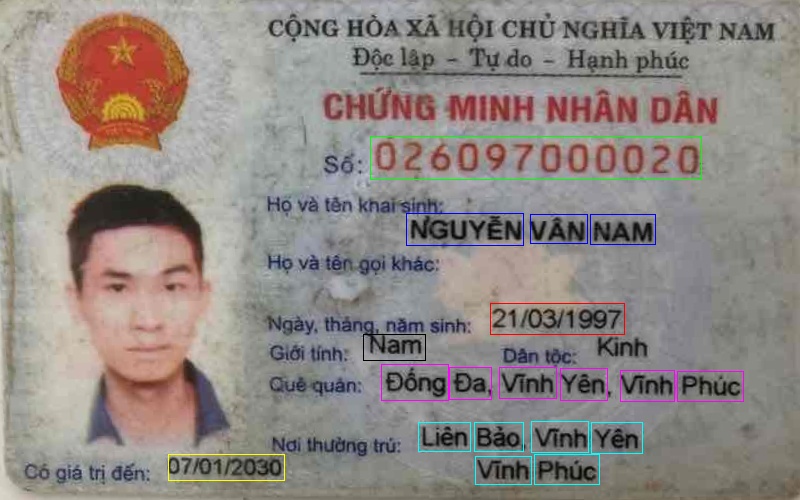 CỘNG HÒA XÃ HỘI CHỦ NGHĨA VIỆT NAM
Độc lập - Tự do - Hạnh phúc
CHỨNG MINH NHÂN DÂN
Số: 026097000020
Họ và tên khai sinh:
NGUYỄN VÂN NAM
Họ và tên gọi khác:
Ngày, tháng, năm sinh: 21/03/1997
Giới tính: Nam Dân tộc: Kinh
Quê quán: Đống Đa, Vĩnh Yên, Vĩnh Phúc
Nơi thường trú: Liên Bảo, Vĩnh Yên
Vĩnh Phúc
Có giá trị đến: 07/01/2030